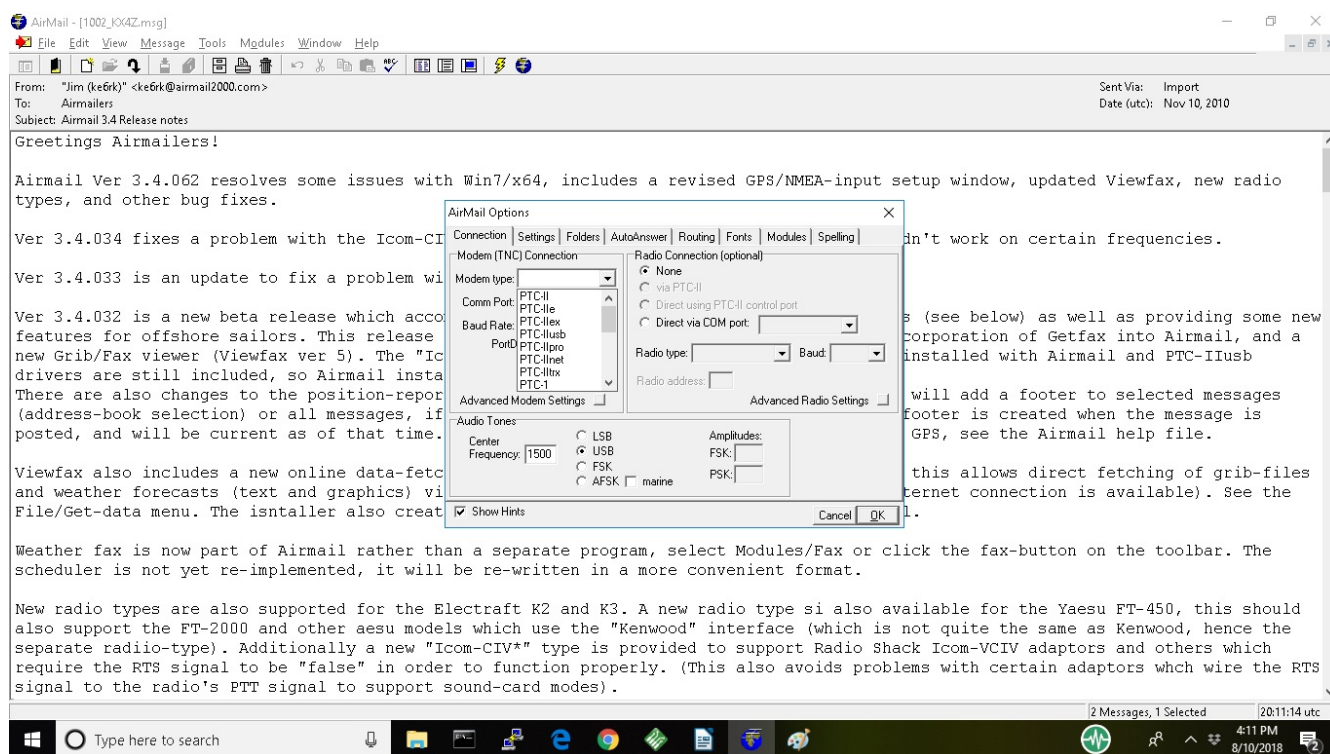 AirMail - [1002_KX4Z.msg]
File Edit View Message Tools Modules Window Help
From: "Jim (ke6rk)" <ke6rk@airmail2000.com>
Sent Via: Import
To: Airmailers
Date (utc): Nov 10, 2010
Subject: Airmail 3.4 Release notes
Greetings Airmailers!
Airmail Ver 3.4.062 resolves some issues with Win7/x64, includes a revised GPS/NMEA-input setup window, updated Viewfax, new radio
types, and other bug fixes.
Ver 3.4.034 fixes a problem with the Icom-CI
dn't work on certain frequencies.
Ver 3.4.033 is an update to fix a problem wi
Ver 3.4.032 is a new beta release which acco
s (see below) as well as providing some new
features for offshore sailors. This release
corporation of Getfax into Airmail, and a
new Grib/Fax viewer (Viewfax ver 5). The "Ic
installed with Airmail and PTC-IIusb
drivers are still included, so Airmail insta
There are also changes to the position-repor
will add a footer to selected messages
(address-book selection) or all messages, if
footer is created when the message is
posted, and will be current as of that time.
GPS, see the Airmail help file.
Viewfax also includes a new online data-fetc
this allows direct fetching of grib-files
and weather forecasts (text and graphics) vi
ternet connection is available). See the
File/Get-data menu. The isntaller also creat
l.
Weather fax is now part of Airmail rather than a separate program, select Modules/Fax or click the fax-button on the toolbar. The
scheduler is not yet re-implemented, it will be re-written in a more convenient format.
New radio types are also supported for the Electraft K2 and K3. A new radio type si also available for the Yaesu FT-450, this should
also support the FT-2000 and other aesu models which use the "Kenwood" interface (which is not quite the same as Kenwood, hence the
separate radiio-type). Additionally a new "Icom-CIV*" type is provided to support Radio Shack Icom-VCIV adaptors and others which
require the RTS signal to be "false" in order to function properly. (This also avoids problems with certain adaptors whch wire the RTS
signal to the radio's PTT signal to support sound-card modes).
AirMail Options
Connection Settings Folders AutoAnswer Routing Fonts Modules Spelling
Modem (TNC) Connection
Modem type:
Comm Port:
Baud Rate:
PortD
PTC-II
PTC-IIe
PTC-IIex
PTC-IIusb
PTC-IIpro
PTC-IInet
PTC-IItrx
PTC-1
Advanced Modem Settings
Radio Connection (optional)
None
via PTC-II
Direct using PTC-II control port
Direct via COM port:
Radio type: Baud:
Radio address:
Advanced Radio Settings
Audio Tones
Center
Frequency: 1500
LSB
USB
FSK
AFSK marine
Amplitudes:
FSK:
PSK:
Show Hints
Cancel OK
2 Messages, 1 Selected 20:11:14 utc
Type here to search
4:11 PM
8/10/2018